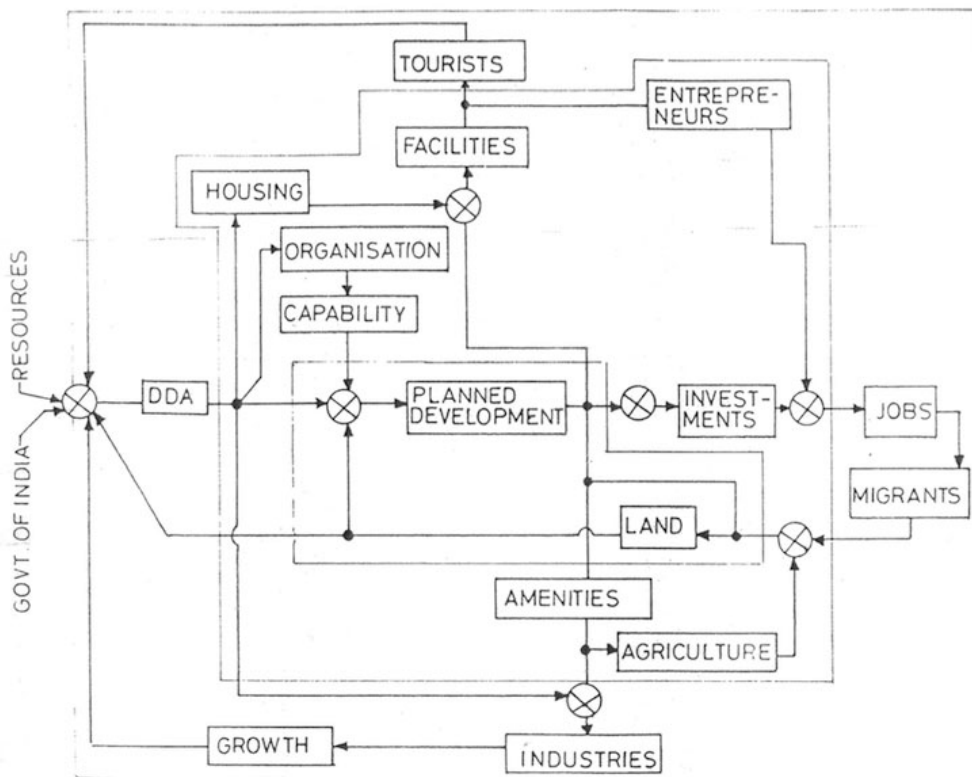 TOURISTS
ENTREPRE-
NEURS
FACILITIES
HOUSING
ORGANISATION
CAPABILITY
GOVT. OF INDIA
RESOURCES
DDA
PLANNED
DEVELOPMENT
INVEST-
MENTS
JOBS
MIGRANTS
LAND
AMENITIES
AGRICULTURE
GROWTH
INDUSTRIES